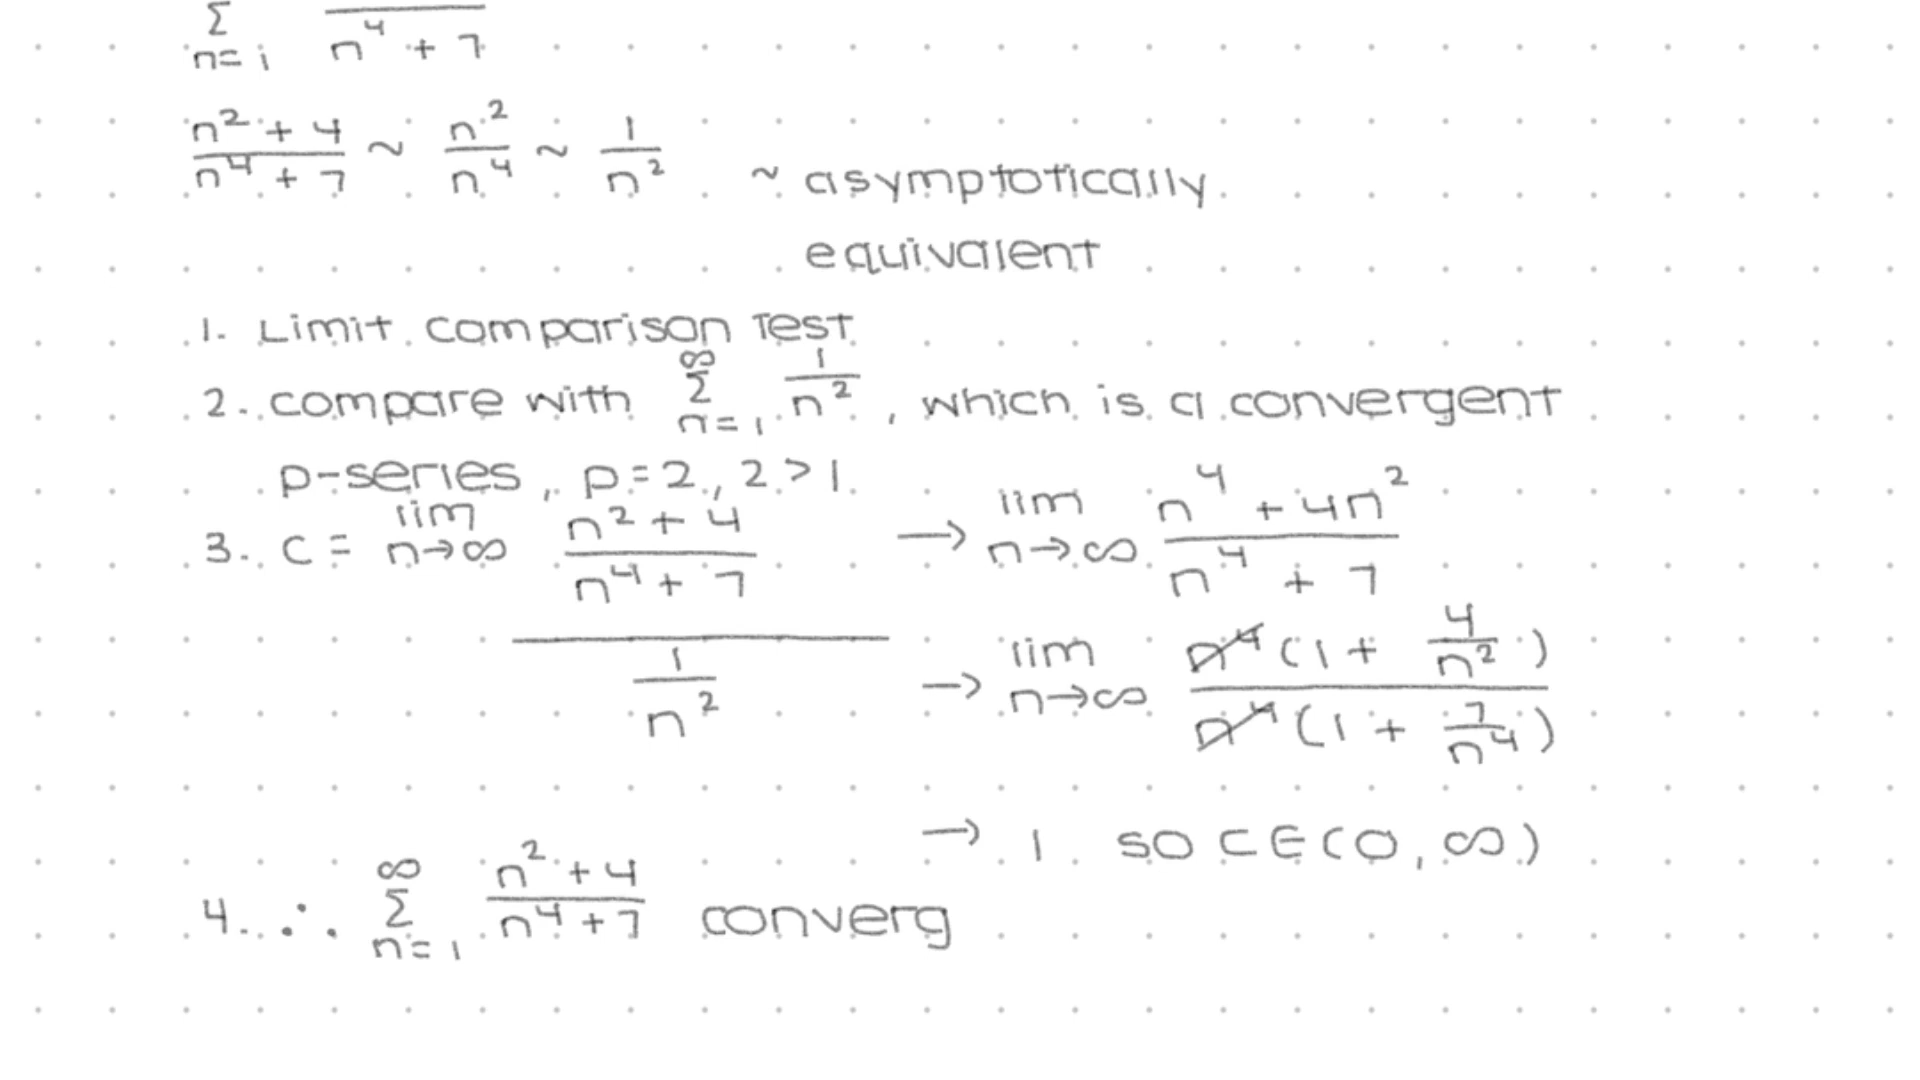 ∑ n=1 ___/(n⁴ + 7)
(n² + 4)/(n⁴ + 7) ~ n²/n⁴ ~ 1/n² ~ asymptotically
equivalent
1. Limit comparison Test
2. compare with ∞ ∑ n=1 1/n², which is a convergent
p-series, p=2, 2>1
3. c = lim n→∞ ((n² + 4)/(n⁴ + 7))/(1/n²) → lim n→∞ (n⁴ + 4n²)/(n⁴ + 7)
→ lim n→∞ n⁴(1 + 4/n²)/n⁴(1 + 7/n⁴)
→ 1 so C∈(0,∞)
4. ∴ ∞ ∑ n=1 (n² + 4)/(n⁴ + 7) converg